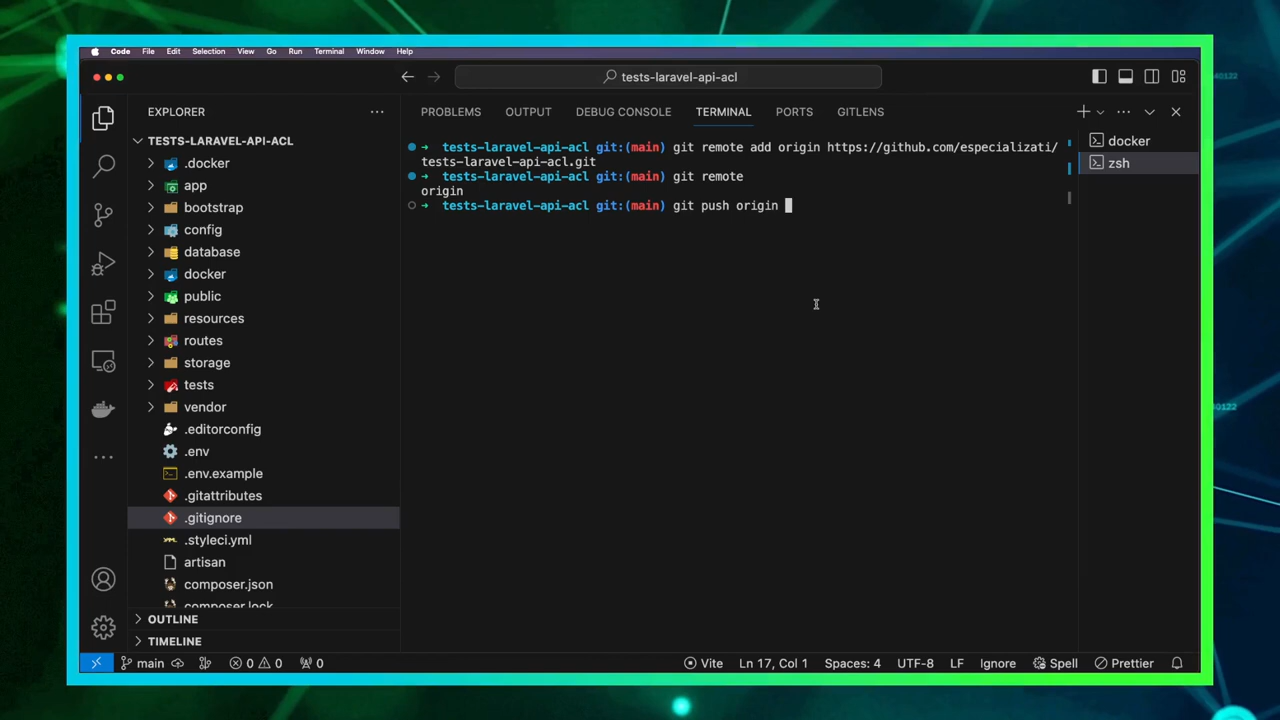 Code File Edit Selection View Go Run Terminal Window Help
tests-laravel-api-acl
40122
EXPLORER
PROBLEMS OUTPUT DEBUG CONSOLE TERMINAL PORTS GITLENS
TESTS-LARAVEL-API-ACL
.docker
app
bootstrap
config
database
docker
public
resources
routes
storage
tests
vendor
.editorconfig
.env
.env.example
.gitattributes
.gitignore
.styleci.yml
artisan
composer.json
composer.lock
OUTLINE
TIMELINE
➜ tests-laravel-api-acl git:(main) git remote add origin https://github.com/especializati/
tests-laravel-api-acl.git
➜ tests-laravel-api-acl git:(main) git remote
origin
➜ tests-laravel-api-acl git:(main) git push origin
docker
zsh
40122
main 0 0 0 Vite Ln 17, Col 1 Spaces: 4 UTF-8 LF Ignore Spell Prettier